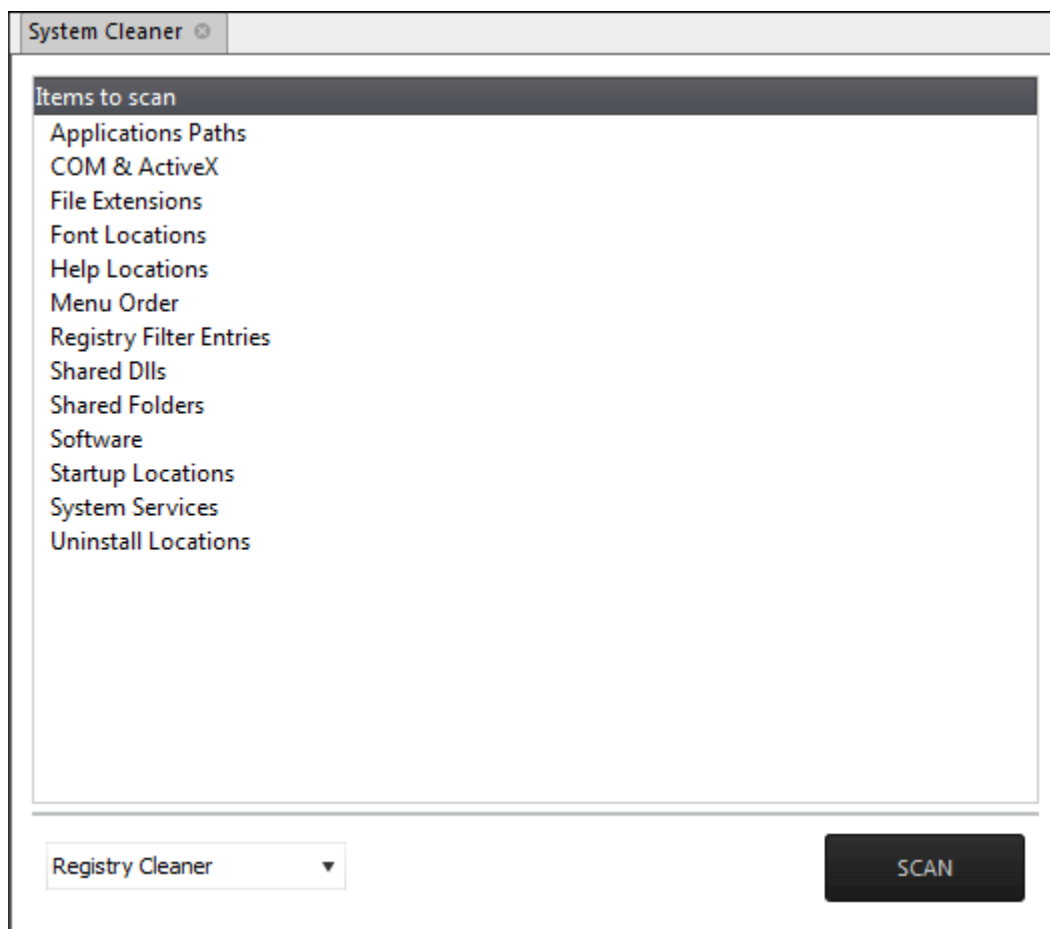 System Cleaner
Items to scan
Applications Paths
COM & ActiveX
File Extensions
Font Locations
Help Locations
Menu Order
Registry Filter Entries
Shared Dlls
Shared Folders
Software
Startup Locations
System Services
Uninstall Locations
Registry Cleaner
SCAN